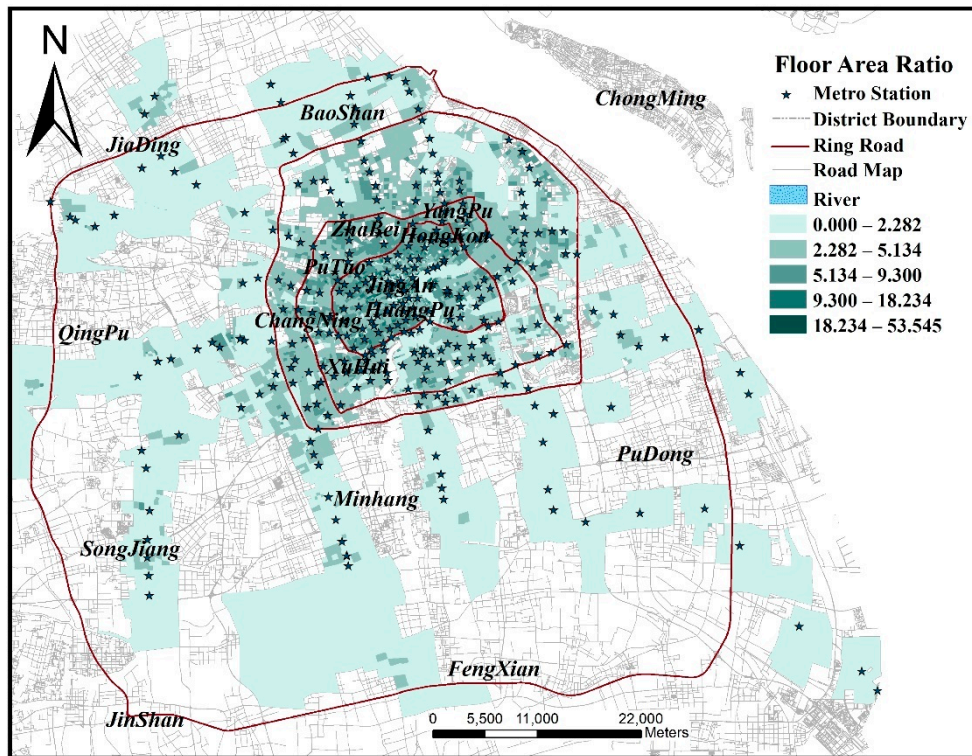 N
ChongMing
BaoShan
JiaDing
YangPu
ZhaBei
HongKou
PuTuo
JingAn
HuangPu
ChangNing
QingPu
XuHui
PuDong
Minhang
SongJiang
FengXian
JinShan
Floor Area Ratio
Metro Station
District Boundary
Ring Road
Road Map
River
0.000 – 2.282
2.282 – 5.134
5.134 – 9.300
9.300 – 18.234
18.234 – 53.545
0 5,500 11,000 22,000
Meters